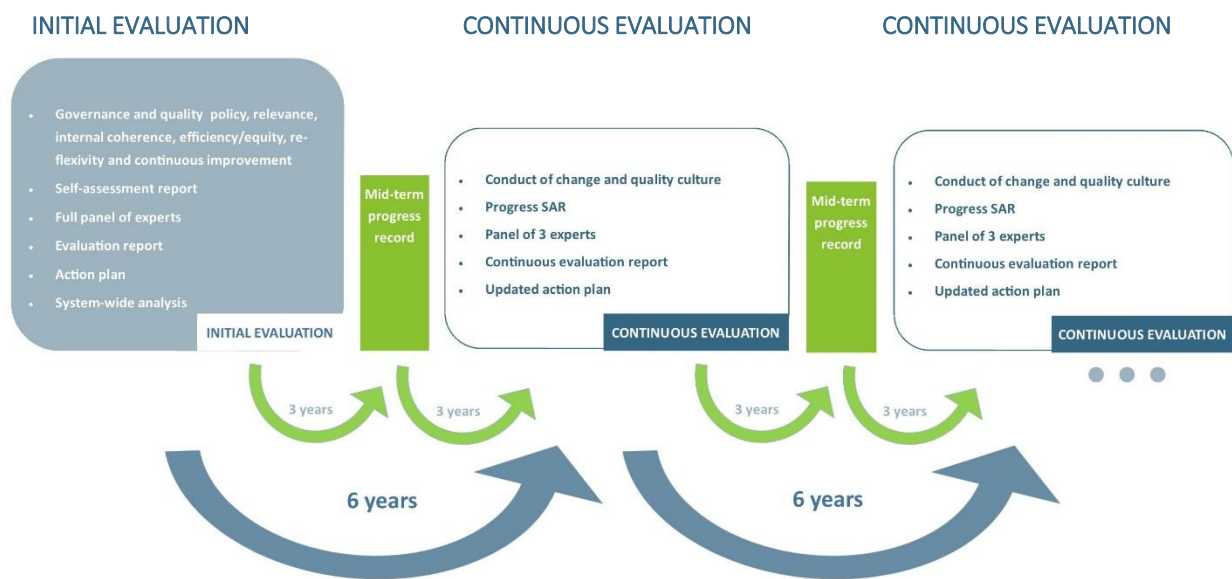 INITIAL EVALUATION
CONTINUOUS EVALUATION
CONTINUOUS EVALUATION
• Governance and quality policy, relevance,
internal coherence, efficiency/equity, re-
flexivity and continuous improvement
• Self-assessment report
• Full panel of experts
• Evaluation report
• Action plan
• System-wide analysis
INITIAL EVALUATION
Mid-term
progress
record
• Conduct of change and quality culture
• Progress SAR
• Panel of 3 experts
• Continuous evaluation report
• Updated action plan
CONTINUOUS EVALUATION
Mid-term
progress
record
• Conduct of change and quality culture
• Progress SAR
• Panel of 3 experts
• Continuous evaluation report
• Updated action plan
CONTINUOUS EVALUATION
3 years
3 years
3 years
3 years
6 years
6 years